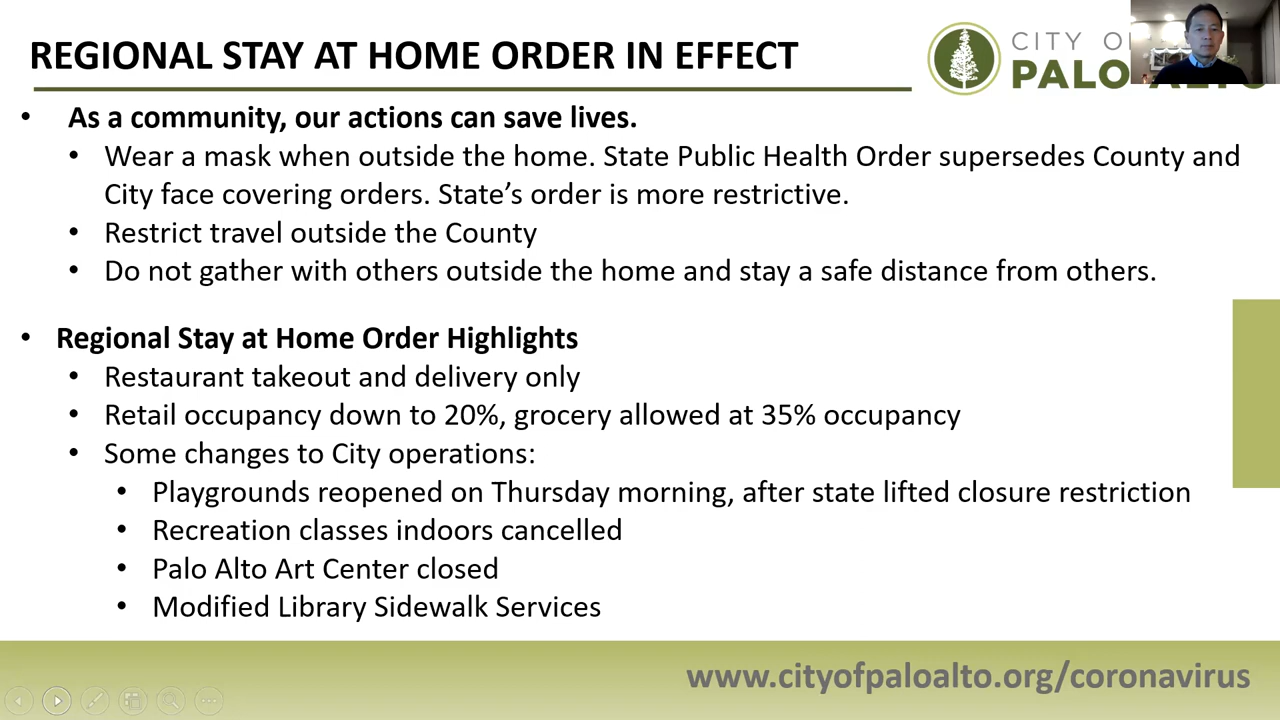 REGIONAL STAY AT HOME ORDER IN EFFECT
CITY O
PALO ALTO
• As a community, our actions can save lives.
• Wear a mask when outside the home. State Public Health Order supersedes County and
City face covering orders. State’s order is more restrictive.
• Restrict travel outside the County
• Do not gather with others outside the home and stay a safe distance from others.
• Regional Stay at Home Order Highlights
• Restaurant takeout and delivery only
• Retail occupancy down to 20%, grocery allowed at 35% occupancy
• Some changes to City operations:
• Playgrounds reopened on Thursday morning, after state lifted closure restriction
• Recreation classes indoors cancelled
• Palo Alto Art Center closed
• Modified Library Sidewalk Services
www.cityofpaloalto.org/coronavirus